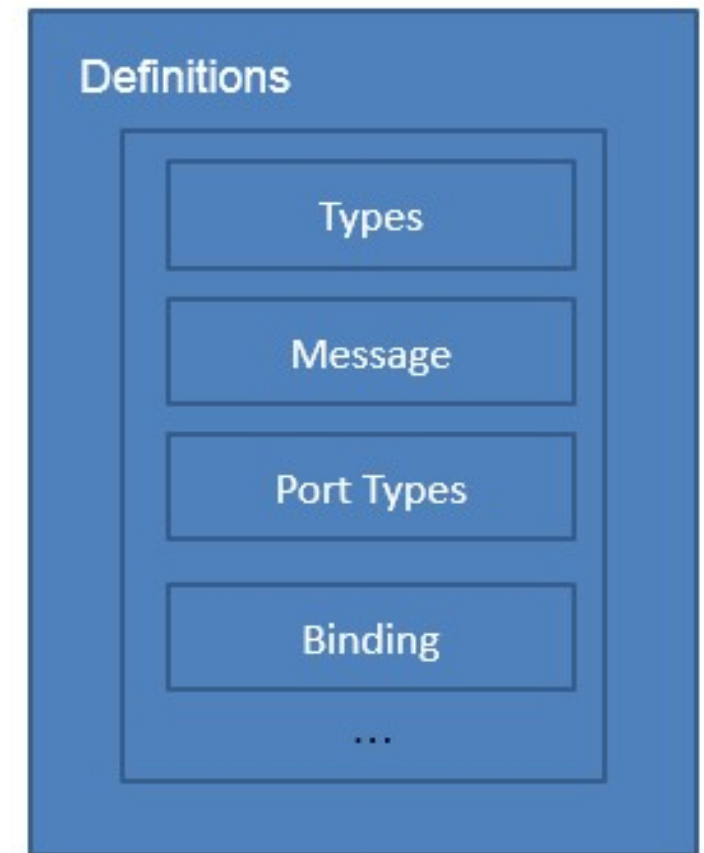 Definitions
Types
Message
Port Types
Binding
...